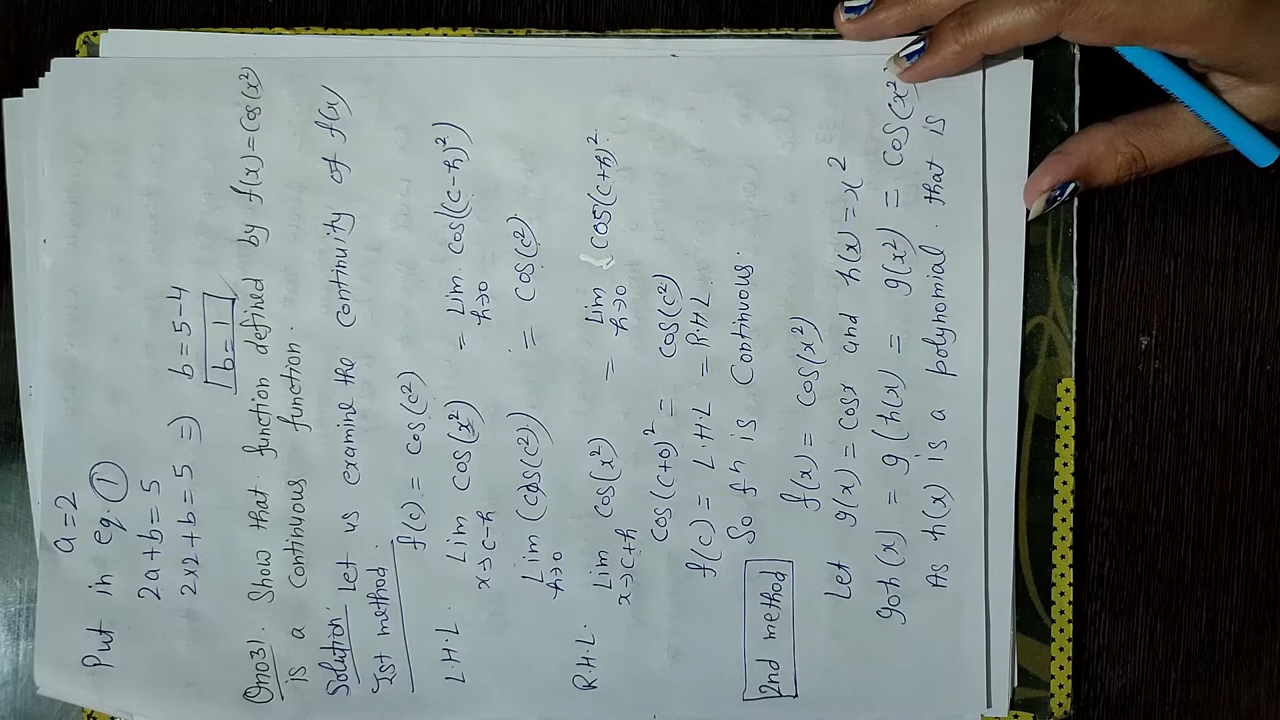 a=2
Put in eq. ①
2a+b=5
2×2+b=5 ⇒ b=5-4
b=1
Qno31. Show that function defined by f(x)=cos(x²)
is a continuous function.
Solution: Let us examine the continuity of f(x)
Ist method.
f(c) = cos(c²)
L.H.L. Lim x→c-h cos(x²) = Lim h→0 cos((c-h)²)
Lim h→0 (cos(c²)) = cos(c²)
R.H.L. Lim x→c+h cos(x²) = Lim h→0 { cos(c+h)²
cos(c+0)² = cos(c²)
f(c) = L.H.L = R.H.L.
So fn is Continuous.
2nd method
f(x) = cos(x²)
Let g(x) = cosx and h(x) = x²
goh(x) = g(h(x) = g(x²) = cos(x²)
As h(x) is a polynomial. that is